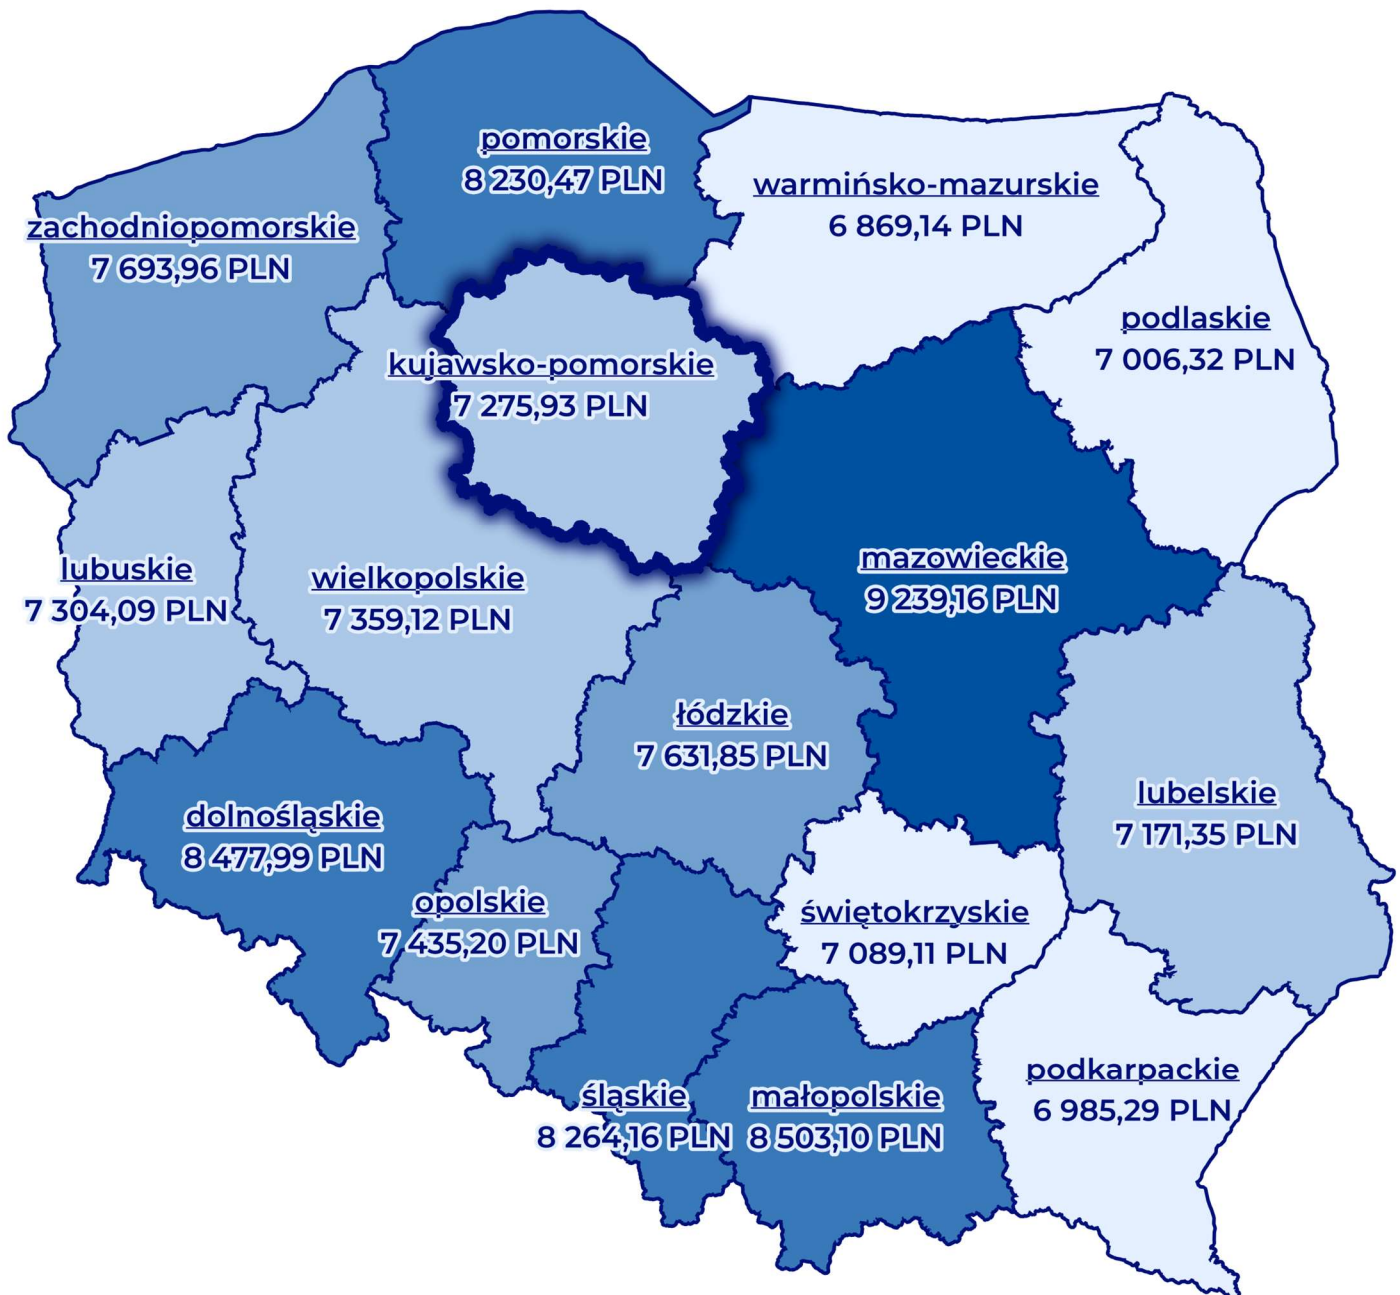 pomorskie
8 230,47 PLN
warmińsko-mazurskie
6 869,14 PLN
zachodniopomorskie
7 693,96 PLN
podlaskie
7 006,32 PLN
kujawsko-pomorskie
7 275,93 PLN
mazowieckie
9 239,16 PLN
lubuskie
7 304,09 PLN
wielkopolskie
7 359,12 PLN
łódzkie
7 631,85 PLN
lubelskie
7 171,35 PLN
dolnośląskie
8 477,99 PLN
opolskie
7 435,20 PLN
świętokrzyskie
7 089,11 PLN
podkarpackie
6 985,29 PLN
śląskie
8 264,16 PLN
małopolskie
8 503,10 PLN